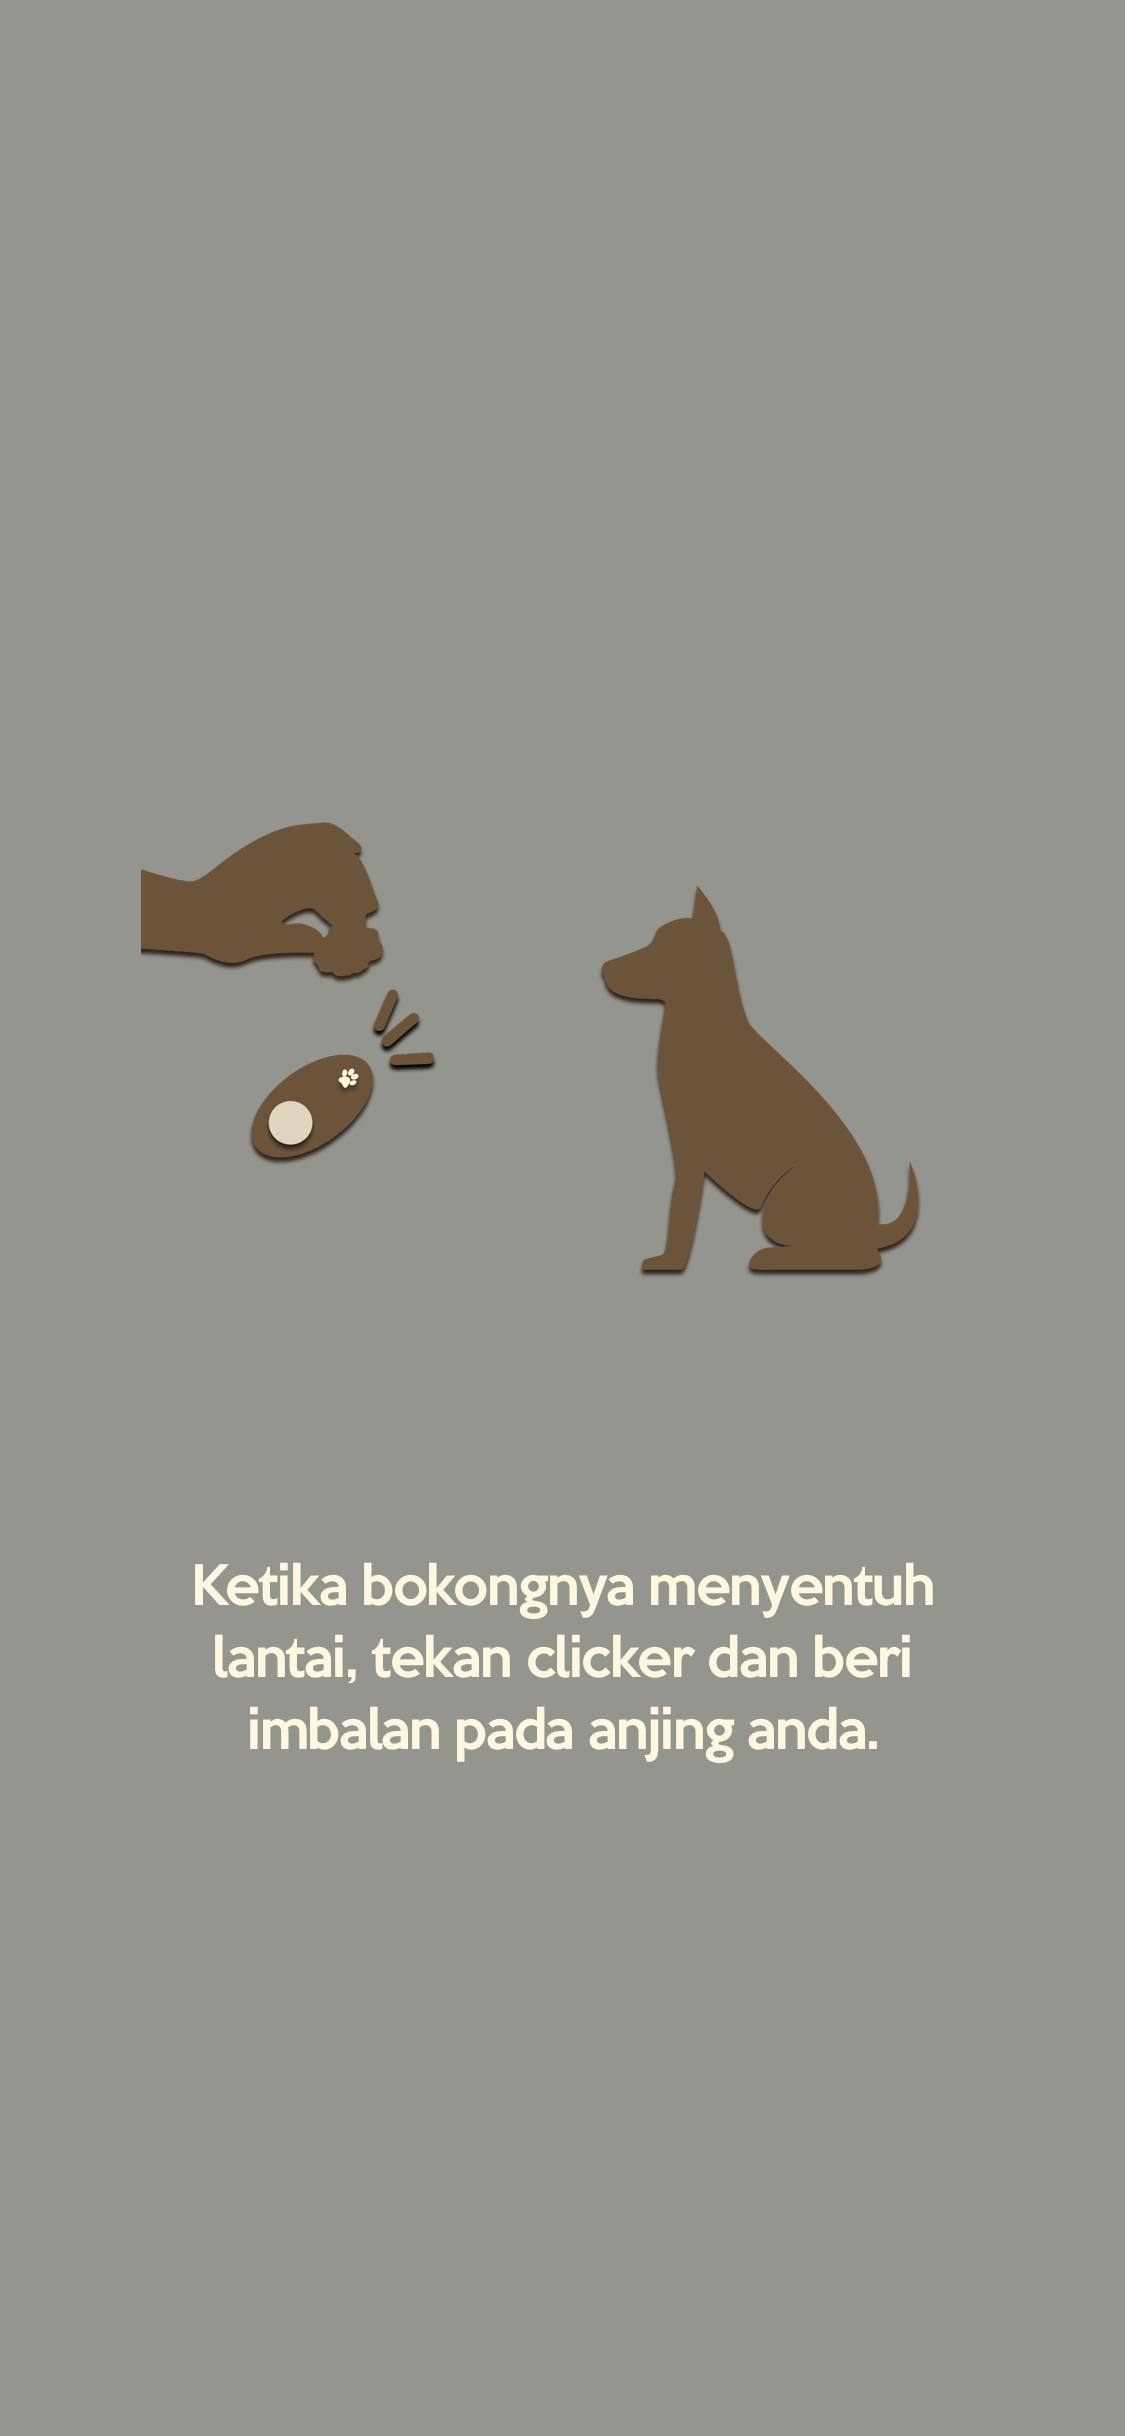 Ketika bokongnya menyentuh
lantai, tekan clicker dan beri
imbalan pada anjing anda.